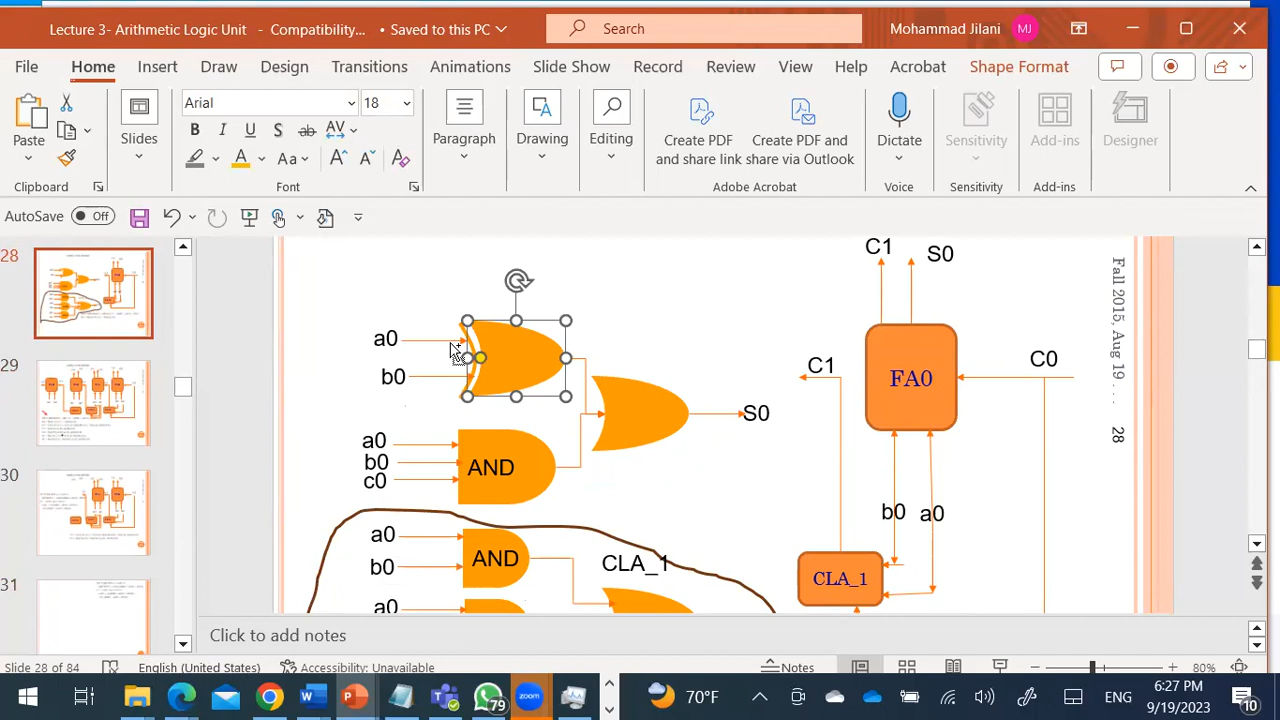 Lecture 3- Arithmetic Logic Unit - Compatibility... • Saved to this PC
Search
Mohammad Jilani MJ
File Home Insert Draw Design Transitions Animations Slide Show Record Review View Help Acrobat Shape Format
Paste
Slides
Arial 18
Paragraph
Drawing
Editing
Create PDF and share link
Create PDF and share via Outlook
Dictate
Sensitivity
Add-ins
Designer
Clipboard
Font
Adobe Acrobat
Voice
Sensitivity
Add-ins
AutoSave Off
28
29
30
31
a0
b0
S0
a0
b0
c0
AND
a0
b0
AND
CLA_1
a0
C1 S0
C1
FA0
C0
b0 a0
CLA_1
Fall 2015, Aug 19 . . .
28
Click to add notes
Slide 28 of 84 English (United States) Accessibility: Unavailable Notes 80%
79
zoom
70°F
ENG
6:27 PM
9/19/2023
10